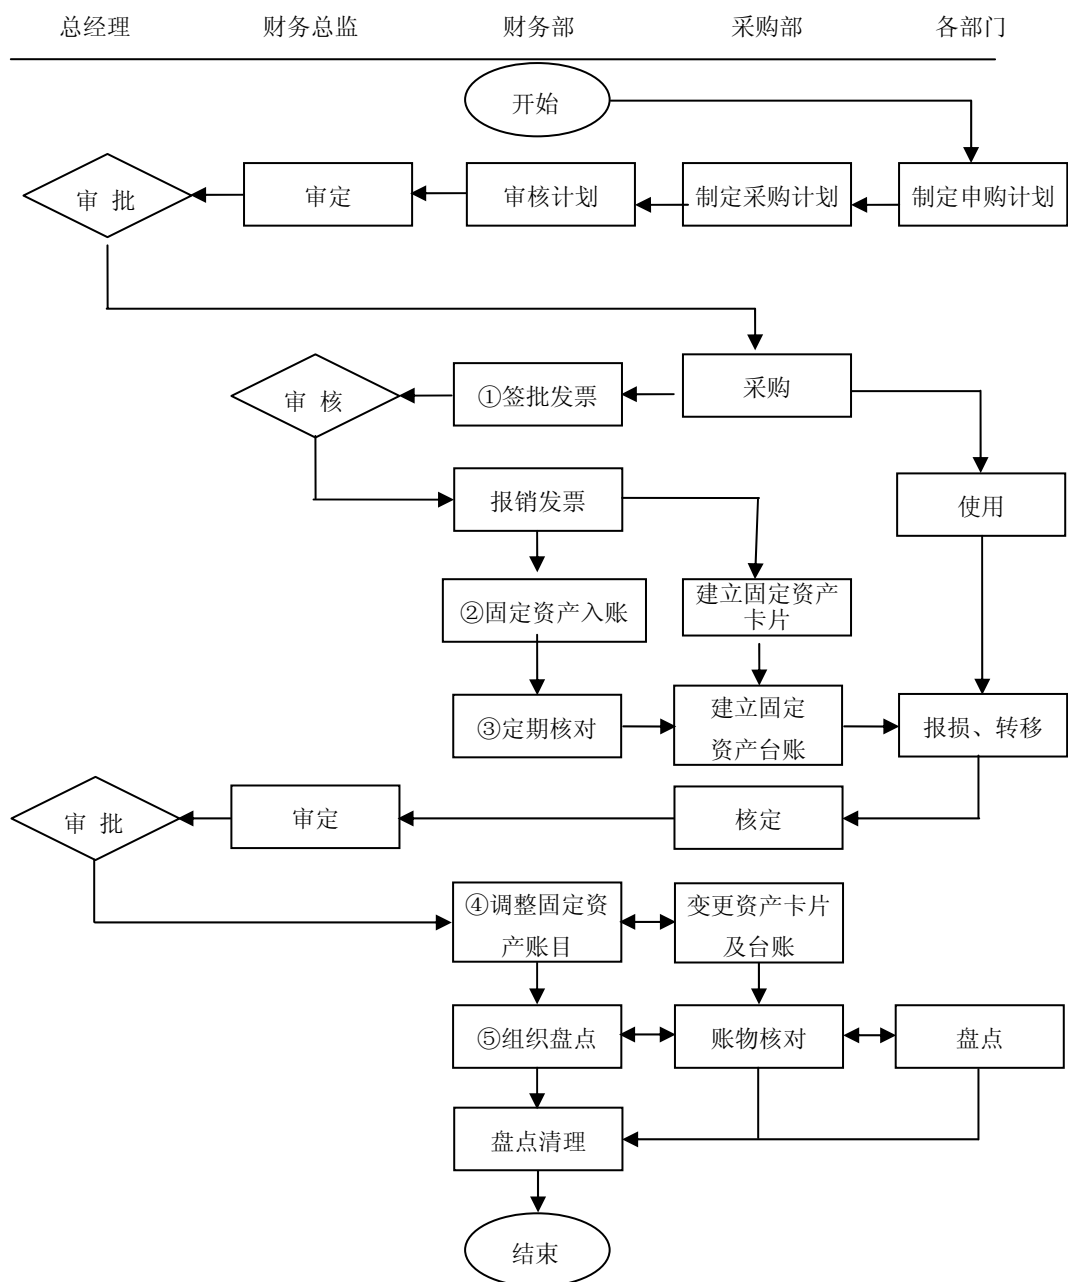 总经理 财务总监 财务部 采购部 各部门
开始
审 批 审定 审核计划 制定采购计划 制定申购计划
审 核 ①签批发票 采购
报销发票 使用
②固定资产入账 建立固定资产
卡片
③定期核对 建立固定
资产台账 报损、转移
审 批 审定 核定
④调整固定资
产账目 变更资产卡片
及台账
⑤组织盘点 账物核对 盘点
盘点清理
结束